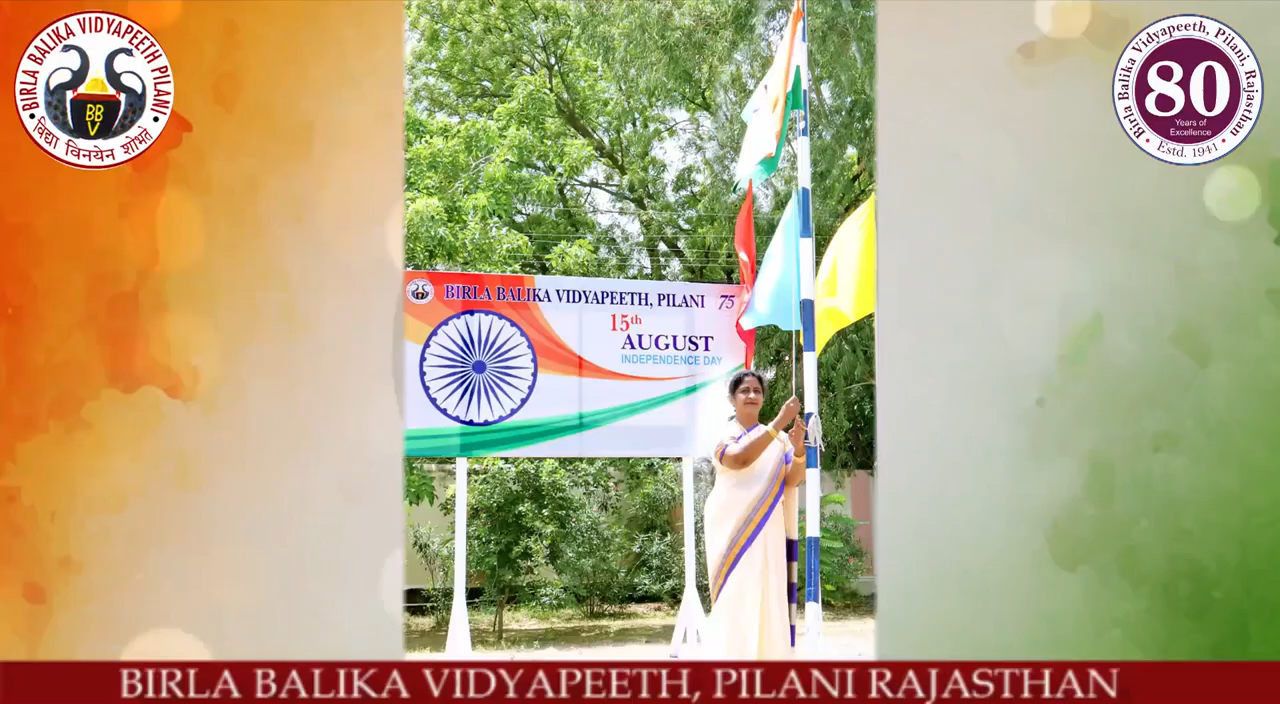 BIRLA BALIKA VIDYAPEETH PILANI
BBV
विद्या विनयेन शोभते
Birla Balika Vidyapeeth, Pilani, Rajasthan
80
Years of
Excellence
Estd. 1941
BIRLA BALIKA VIDYAPEETH, PILANI 75
15th
AUGUST
INDEPENDENCE DAY
BIRLA BALIKA VIDYAPEETH, PILANI RAJASTHAN